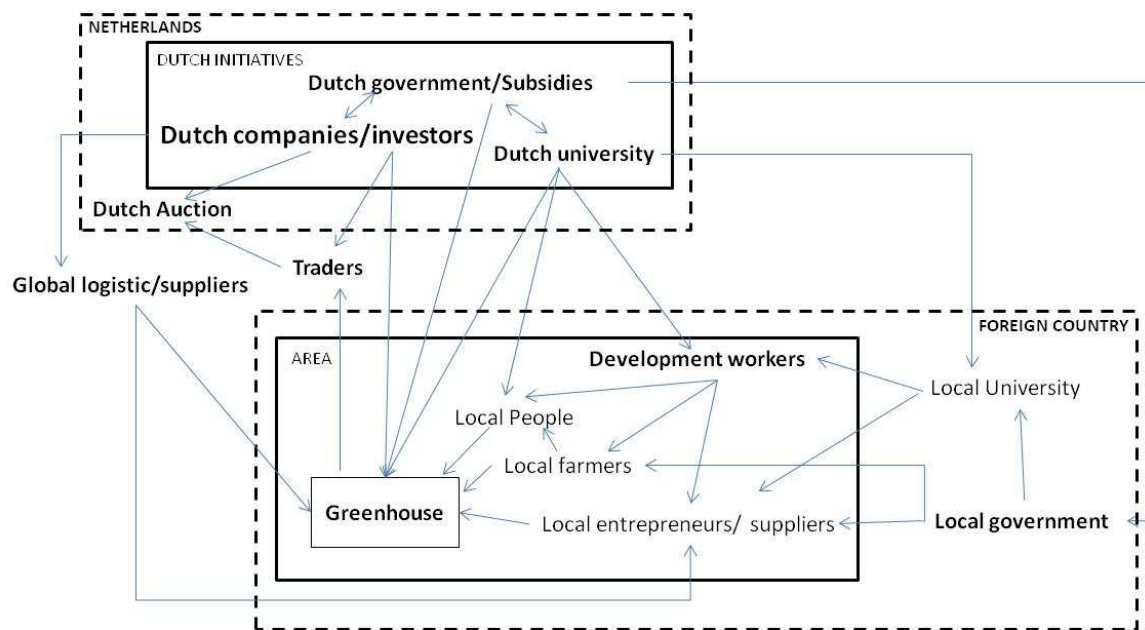 NETHERLANDS
DUTCH INITIATIVES
Dutch government/Subsidies
Dutch companies/investors
Dutch university
Dutch Auction
Traders
Global logistic/suppliers
FOREIGN COUNTRY
AREA
Development workers
Local University
Local People
Local farmers
Greenhouse
Local entrepreneurs/ suppliers
Local government